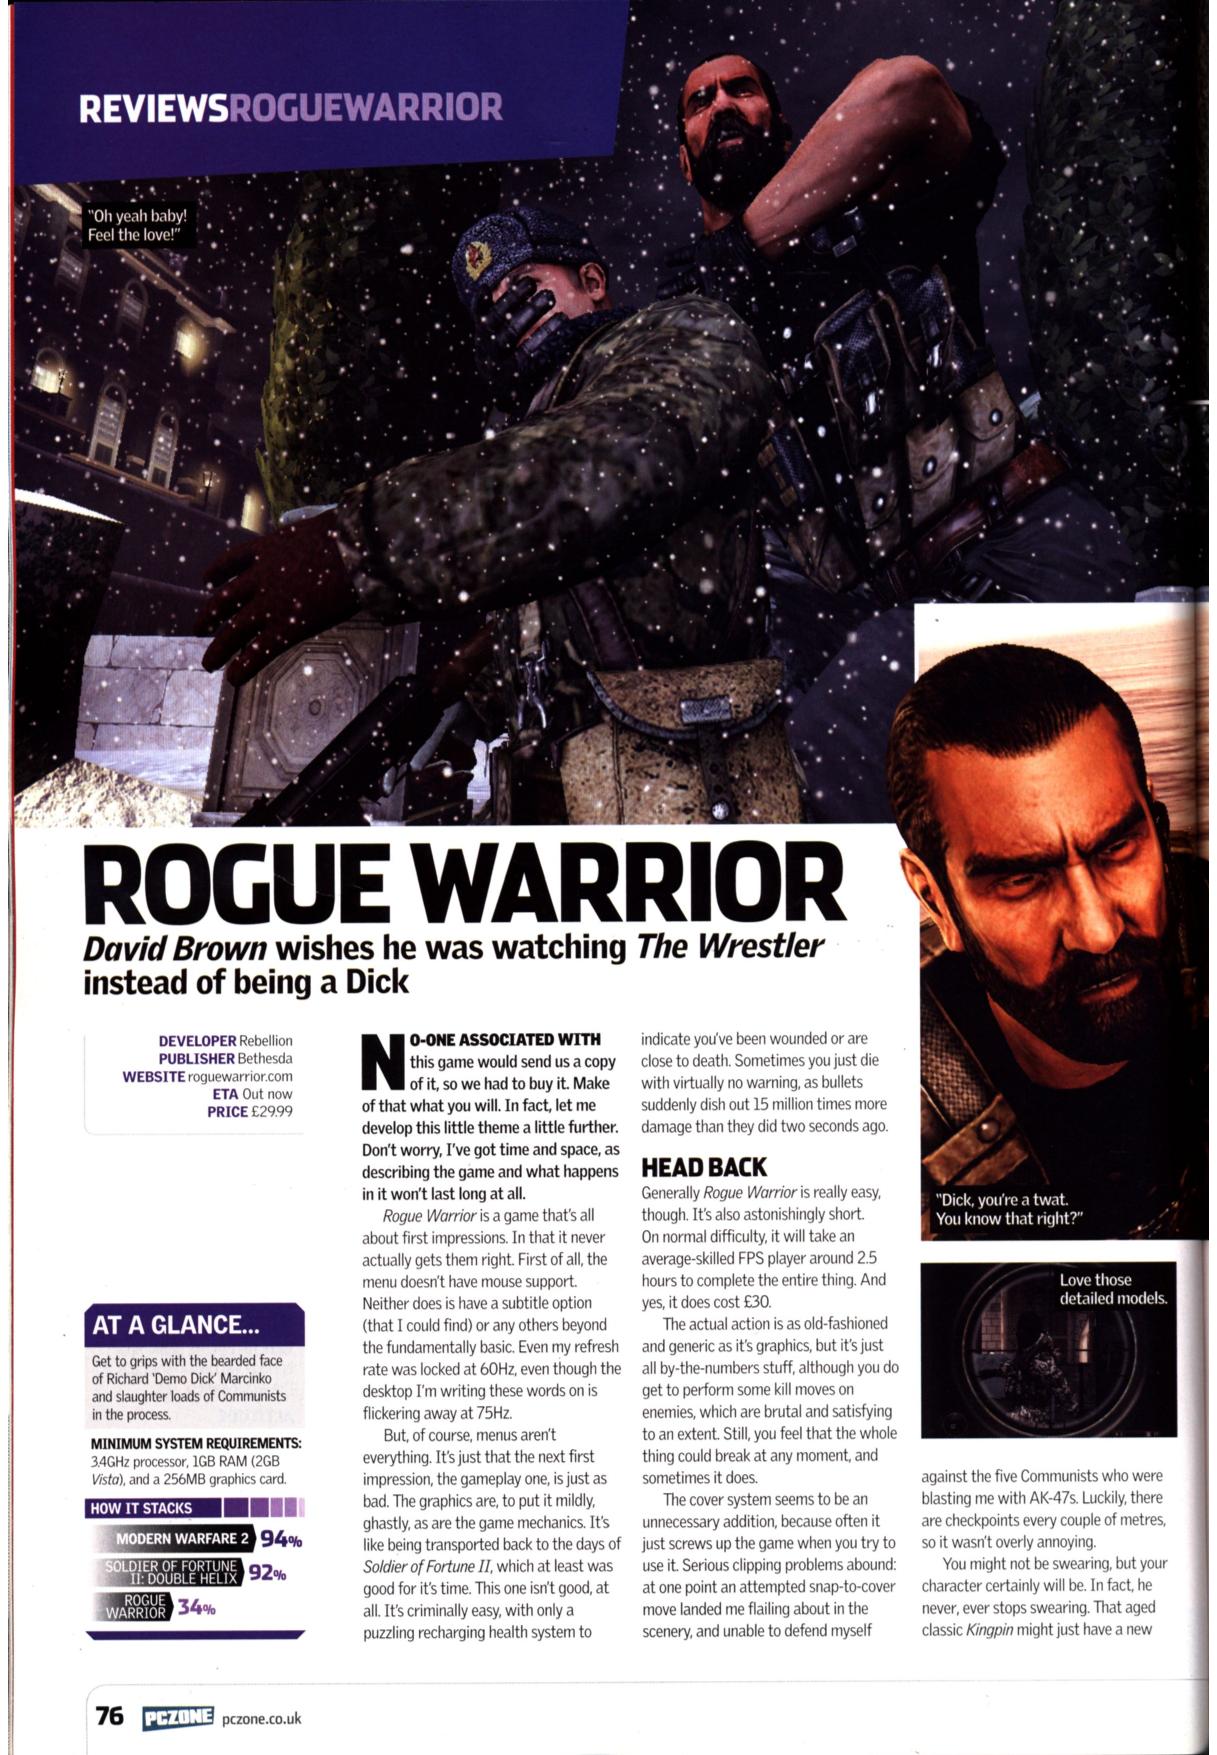 REVIEWSROGUEWARRIOR
"Oh yeah baby!
Feel the love!"
ROGUE WARRIOR
David Brown wishes he was watching The Wrestler
instead of being a Dick
DEVELOPER Rebellion
PUBLISHER Bethesda
WEBSITE roguewarrior.com
ETA Out now
PRICE £29.99
AT A GLANCE...
Get to grips with the bearded face
of Richard 'Demo Dick' Marcinko
and slaughter loads of Communists
in the process.
MINIMUM SYSTEM REQUIREMENTS:
3.4GHz processor, 1GB RAM (2GB
Vista), and a 256MB graphics card.
HOW IT STACKS
MODERN WARFARE 2 94%
SOLDIER OF FORTUNE
II: DOUBLE HELIX 92%
ROGUE
WARRIOR 34%
NO-ONE ASSOCIATED WITH
this game would send us a copy
of it, so we had to buy it. Make
of that what you will. In fact, let me
develop this little theme a little further.
Don't worry, I've got time and space, as
describing the game and what happens
in it won't last long at all.
Rogue Warrior is a game that's all
about first impressions. In that it never
actually gets them right. First of all, the
menu doesn't have mouse support.
Neither does is have a subtitle option
(that I could find) or any others beyond
the fundamentally basic. Even my refresh
rate was locked at 60Hz, even though the
desktop I'm writing these words on is
flickering away at 75Hz.
But, of course, menus aren't
everything. It's just that the next first
impression, the gameplay one, is just as
bad. The graphics are, to put it mildly,
ghastly, as are the game mechanics. It's
like being transported back to the days of
Soldier of Fortune II, which at least was
good for it's time. This one isn't good, at
all. It's criminally easy, with only a
puzzling recharging health system to
indicate you've been wounded or are
close to death. Sometimes you just die
with virtually no warning, as bullets
suddenly dish out 15 million times more
damage than they did two seconds ago.
HEAD BACK
Generally Rogue Warrior is really easy,
though. It's also astonishingly short.
On normal difficulty, it will take an
average-skilled FPS player around 2.5
hours to complete the entire thing. And
yes, it does cost £30.
The actual action is as old-fashioned
and generic as it's graphics, but it's just
all by-the-numbers stuff, although you do
get to perform some kill moves on
enemies, which are brutal and satisfying
to an extent. Still, you feel that the whole
thing could break at any moment, and
sometimes it does.
The cover system seems to be an
unnecessary addition, because often it
just screws up the game when you try to
use it. Serious clipping problems abound:
at one point an attempted snap-to-cover
move landed me flailing about in the
scenery, and unable to defend myself
"Dick, you're a twat.
You know that right?"
Love those
detailed models.
against the five Communists who were
blasting me with AK-47s. Luckily, there
are checkpoints every couple of metres,
so it wasn't overly annoying.
You might not be swearing, but your
character certainly will be. In fact, he
never, ever stops swearing. That aged
classic Kingpin might just have a new
76 PCZONE pczone.co.uk